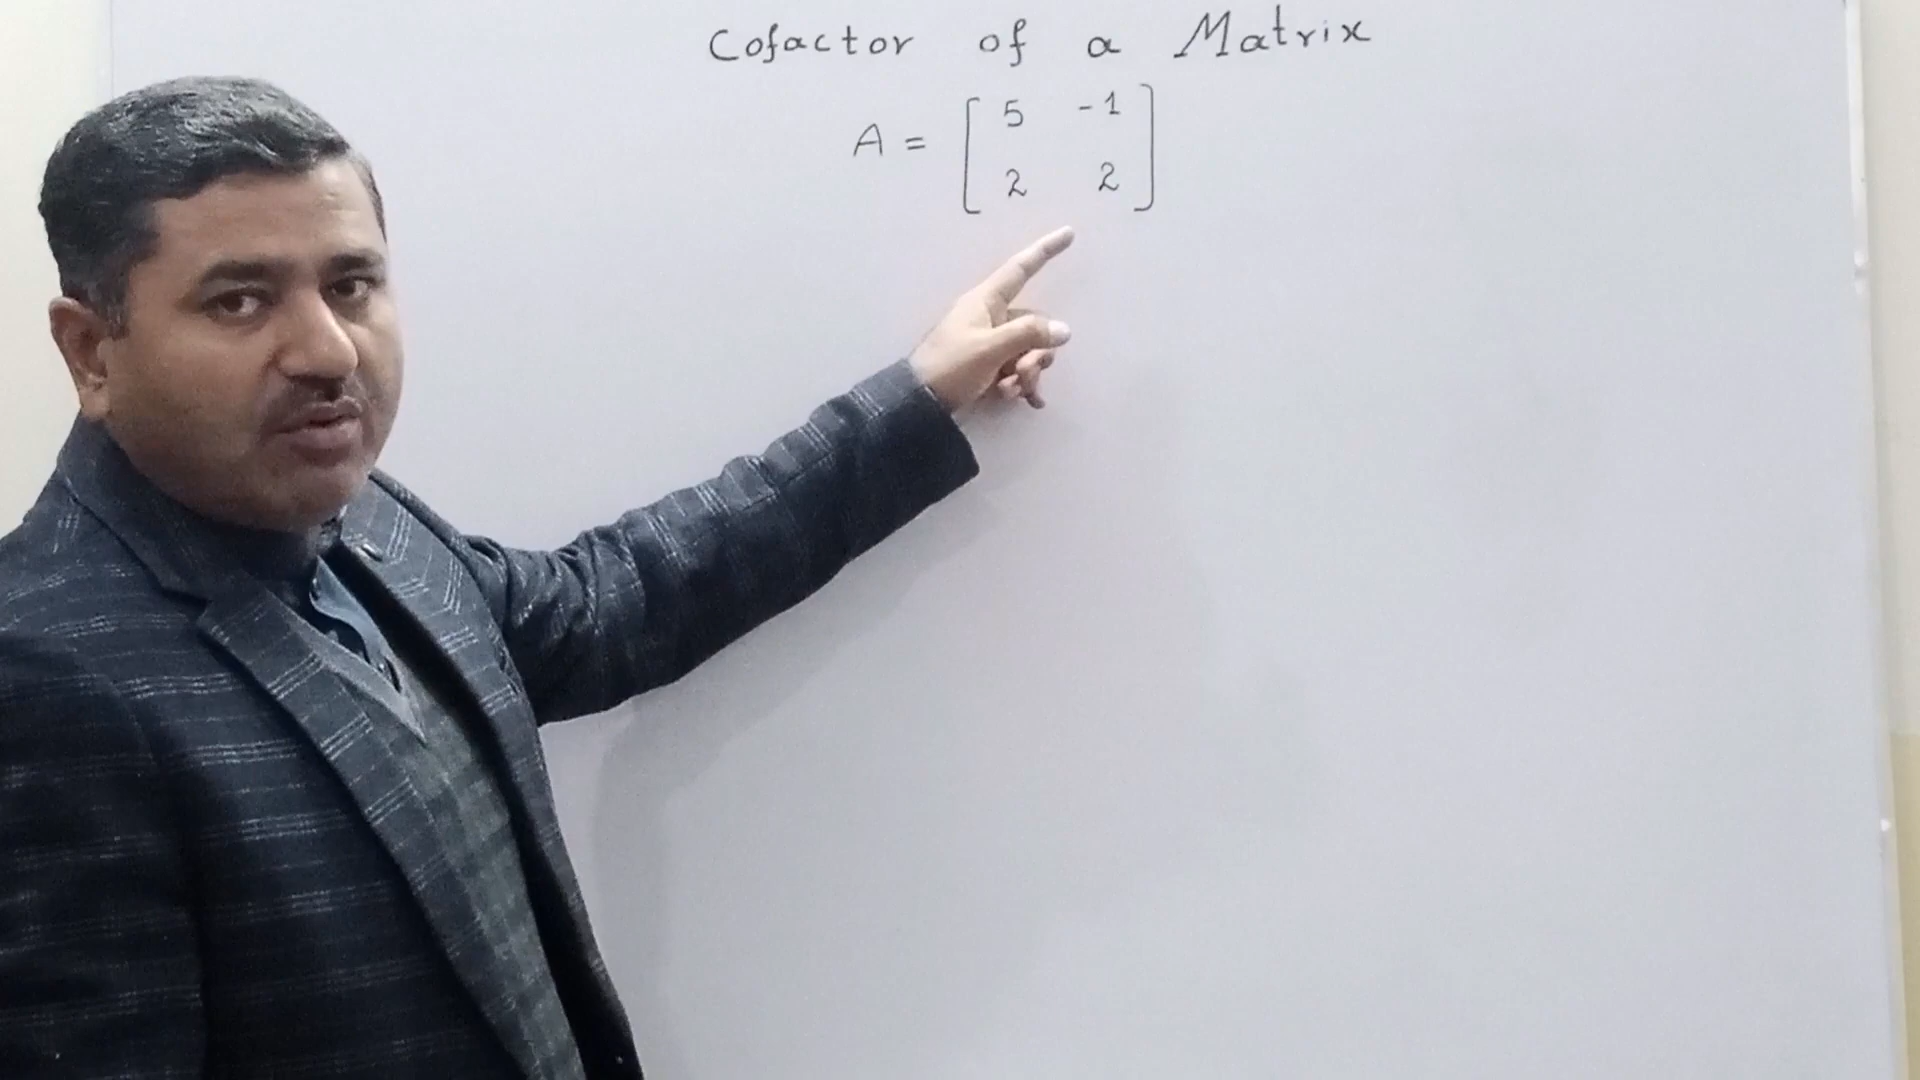 Cofactor of a Matrix
A = [ 5 -1
2 2 ]